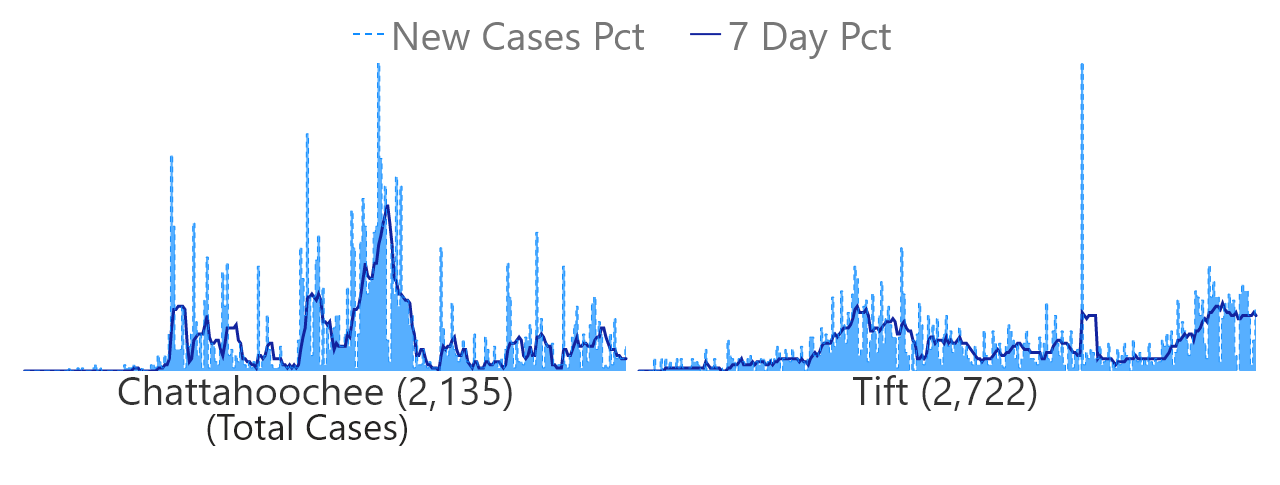 New Cases Pct 7 Day Pct
Chattahoochee (2,135) Tift (2,722)
(Total Cases)